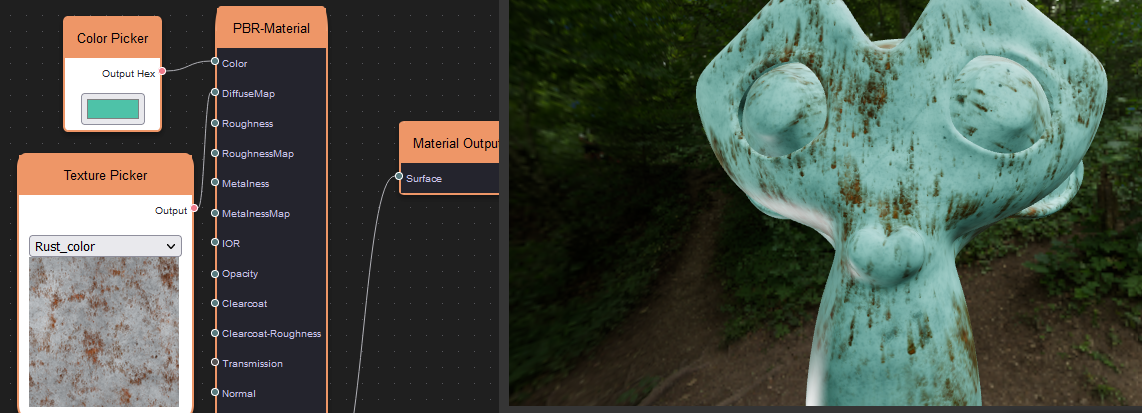 Color Picker
Output Hex
Texture Picker
Output
Rust_color
PBR-Material
Color
DiffuseMap
Roughness
RoughnessMap
Metalness
MetalnessMap
IOR
Opacity
Clearcoat
Clearcoat-Roughness
Transmission
Normal
Material Output
Surface